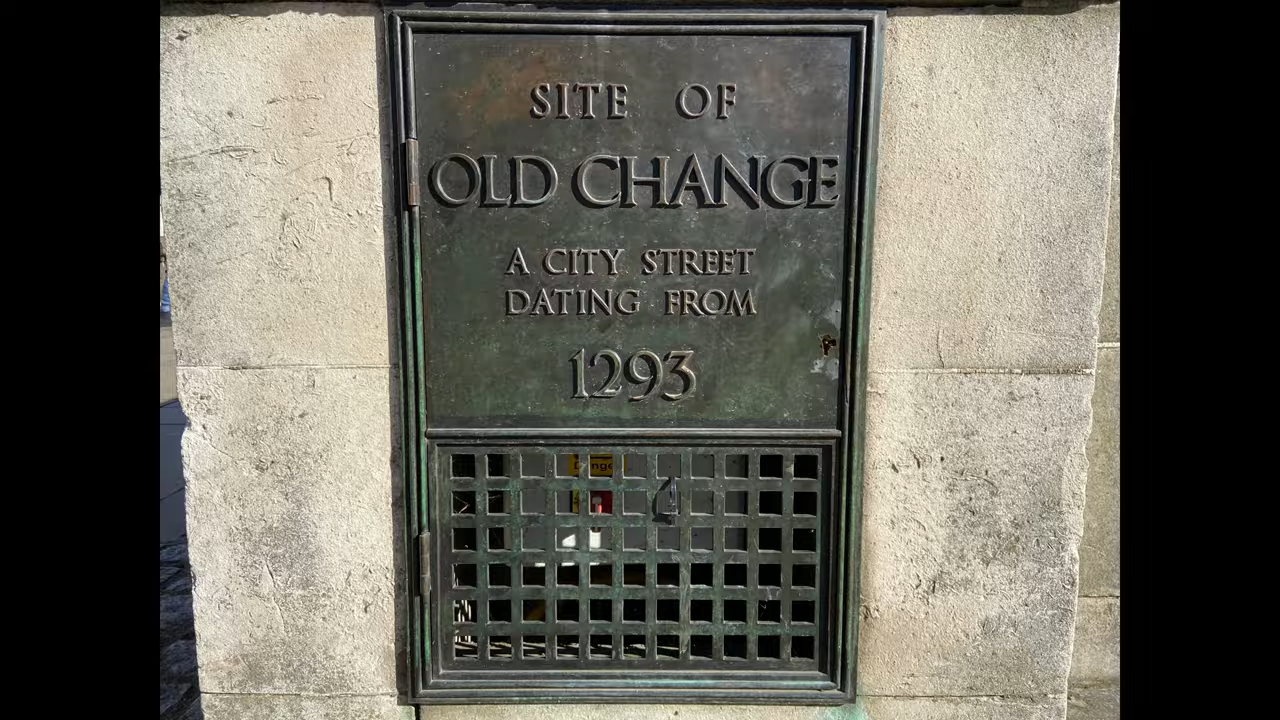 SITE OF
OLD CHANGE
A CITY STREET
DATING FROM
1293